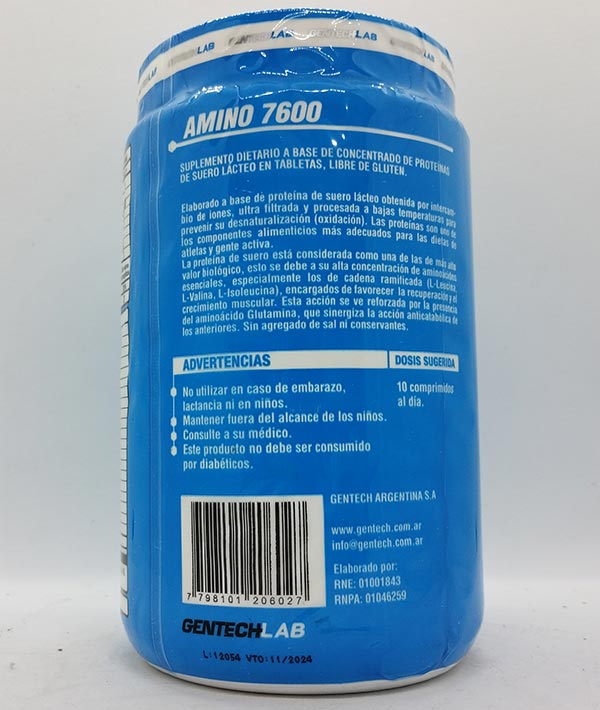 GENTECH LAB
AMINO 7600
SUPLEMENTO DIETARIO A BASE DE CONCENTRADO DE PROTEÍNAS
DE SUERO LÁCTEO EN TABLETAS, LIBRE DE GLUTEN.
Elaborado a base de proteína de suero lácteo obtenida por intercam-
bio de iones, ultra filtrada y procesada a bajas temperaturas para
prevenir su desnaturalización (oxidación). Las proteínas son uno de
los componentes alimenticios más adecuados para las dietas de
atletas y gente activa.
La proteína de suero está considerada como una de las de más alto
valor biológico, esto se debe a su alta concentración de aminoácidos
esenciales, especialmente los de cadena ramificada (L-Leucina,
L-Valina, L-Isoleucina), encargados de favorecer la recuperación y el
crecimiento muscular. Esta acción se ve reforzada por la presencia
del aminoácido Glutamina, que sinergiza la acción anticatabólica de
los anteriores. Sin agregado de sal ni conservantes.
ADVERTENCIAS
No utilizar en caso de embarazo,
lactancia ni en niños.
Mantener fuera del alcance de los niños.
Consulte a su médico.
Este producto no debe ser consumido
por diabéticos.
DOSIS SUGERIDA
10 comprimidos
al día.
GENTECH ARGENTINA S.A
www.gentech.com.ar
info@gentech.com.ar
Elaborado por:
RNE: 01001843
RNPA: 01046259
7 798101 206027
GENTECH LAB
L:12054 VTO:11/2024